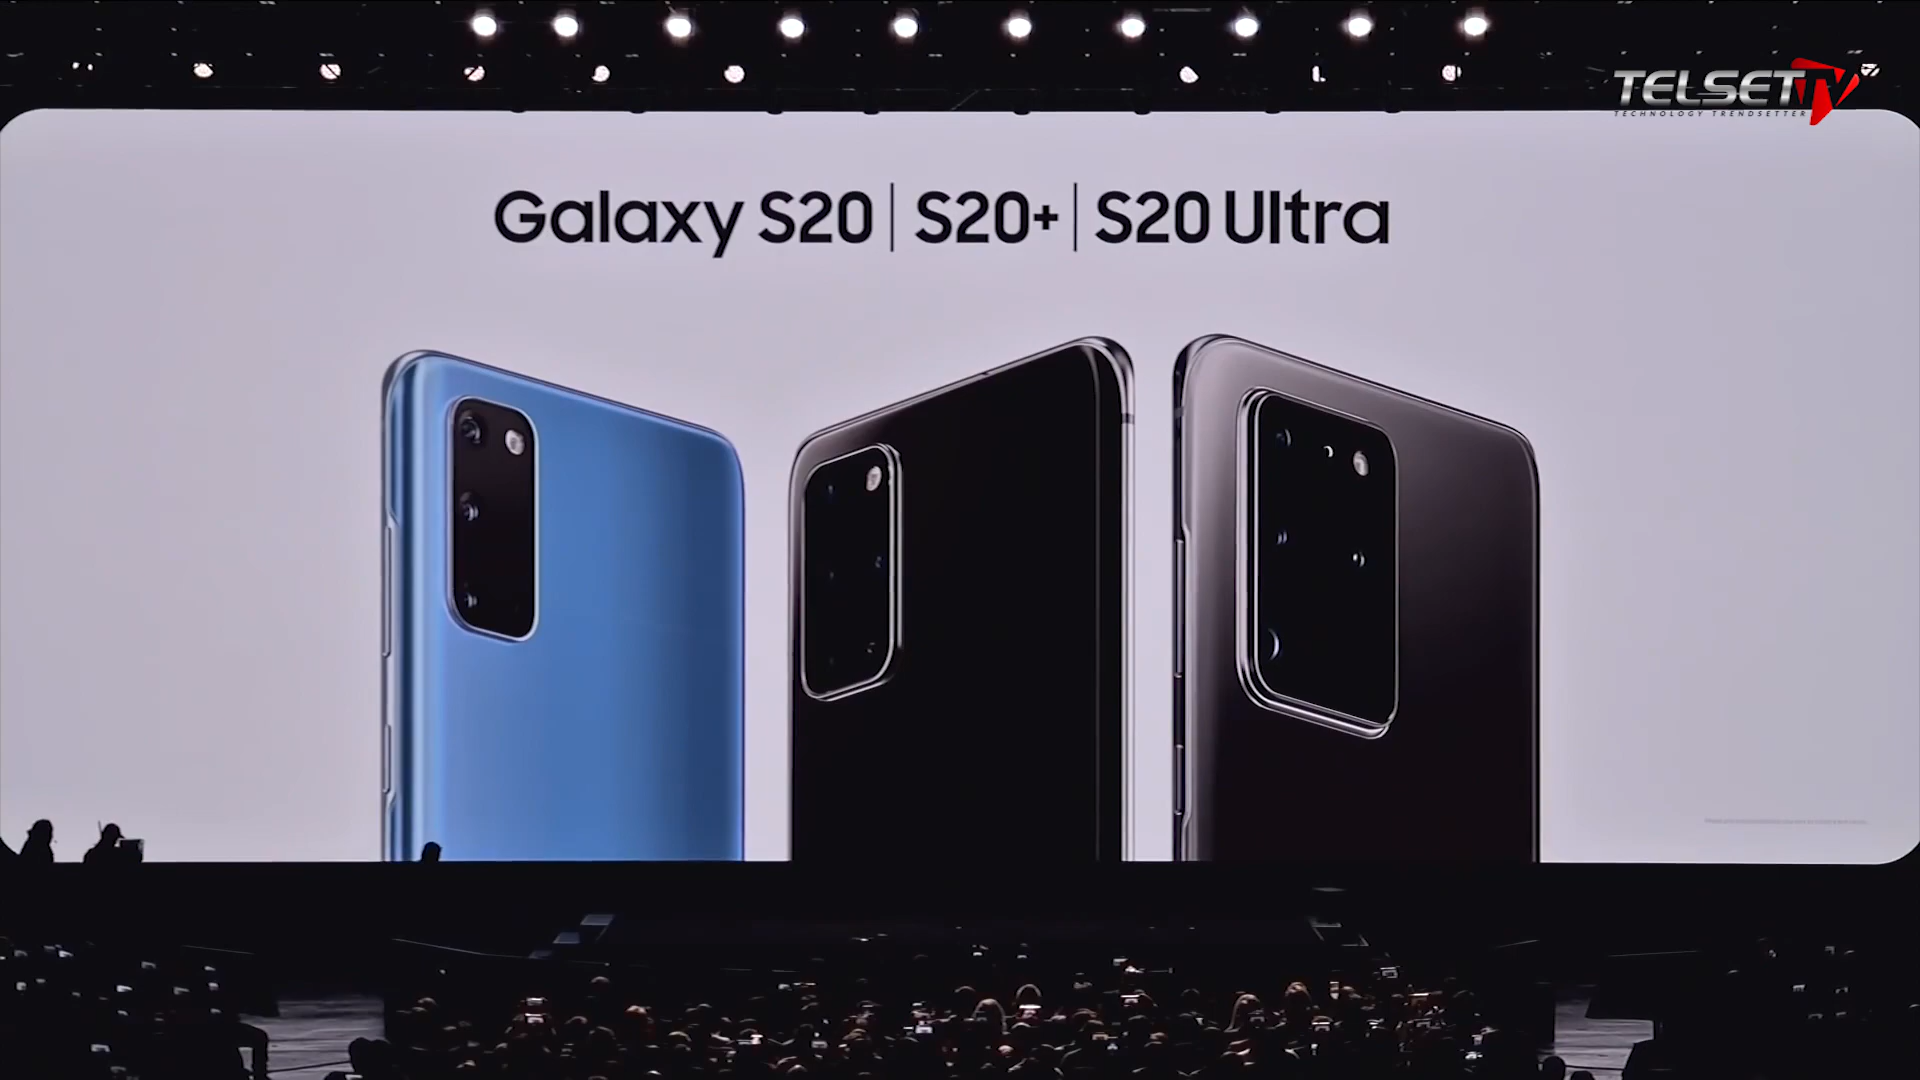 TELSETTV
TECHNOLOGY TRENDSETTER
Galaxy S20 | S20+ | S20 Ultra